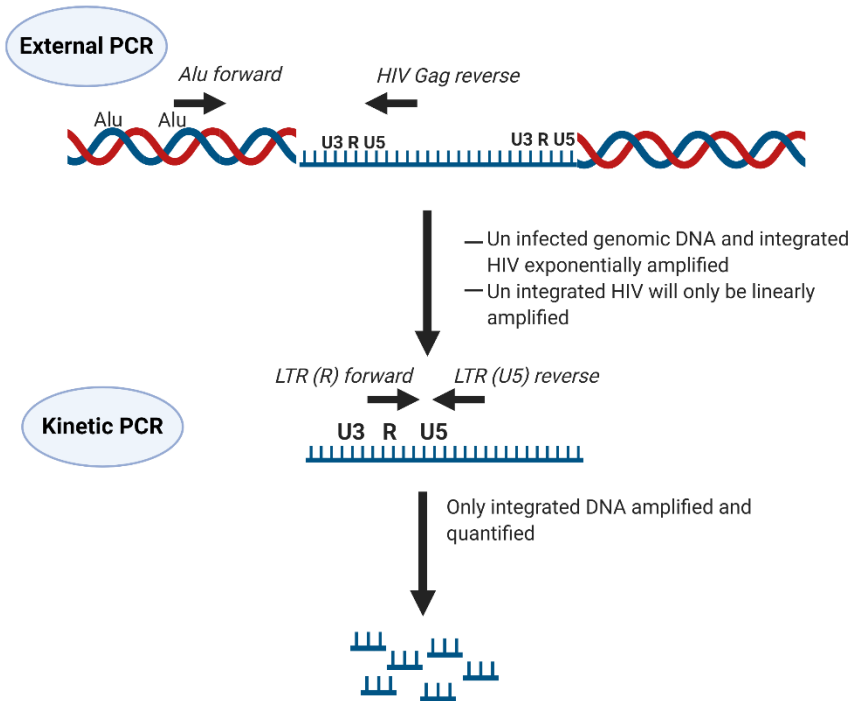 External PCR
Alu forward
HIV Gag reverse
Alu
Alu
U3 R U5
U3 R U5
— Un infected genomic DNA and integrated
HIV exponentially amplified
— Un integrated HIV will only be linearly
amplified
LTR (R) forward
LTR (U5) reverse
Kinetic PCR
U3 R U5
Only integrated DNA amplified and
quantified